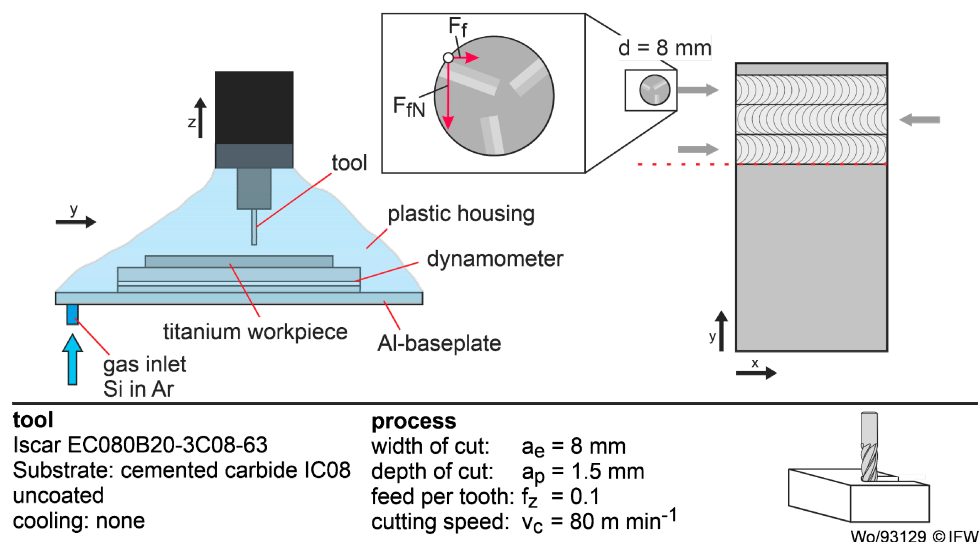 F_f
F_fN
d = 8 mm
z
tool
y
plastic housing
dynamometer
titanium workpiece
Al-baseplate
gas inlet
Si in Ar
y
x
tool
Iscar EC080B20-3C08-63
Substrate: cemented carbide IC08
uncoated
cooling: none
process
width of cut: a_e = 8 mm
depth of cut: a_p = 1.5 mm
feed per tooth: f_z = 0.1
cutting speed: v_c = 80 m min^-1
Wo/93129 © IFW